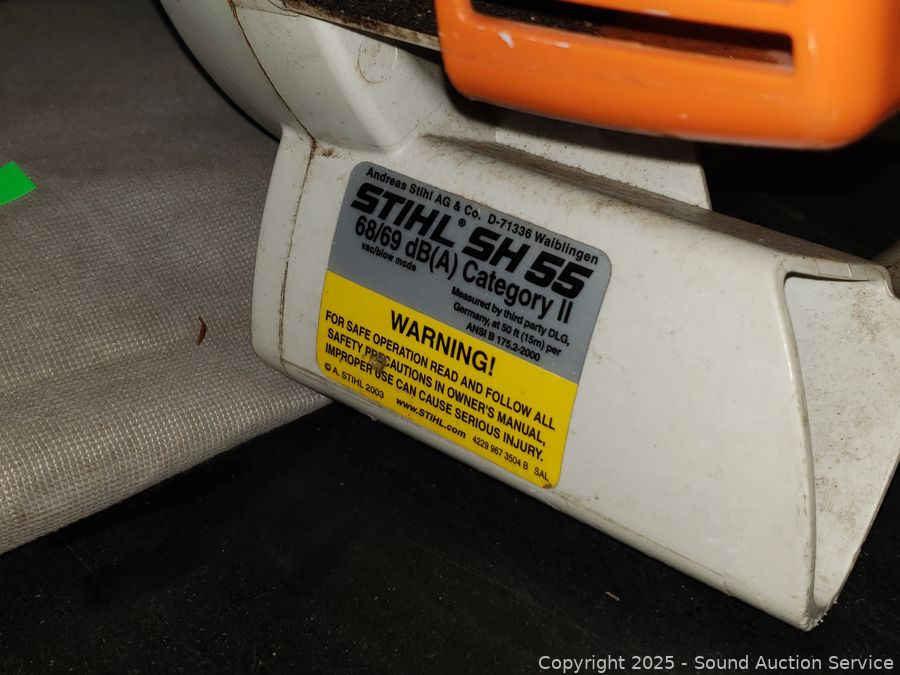 Andreas Stihl AG & Co. D-71336 Waiblingen
STIHL® SH 55
68/69 dB(A) Category II
vac/blow mode
Measured by third party DLG,
Germany, at 50 ft (15m) per
ANSI B 175.2-2000
WARNING!
FOR SAFE OPERATION READ AND FOLLOW ALL
SAFETY PRECAUTIONS IN OWNER'S MANUAL,
IMPROPER USE CAN CAUSE SERIOUS INJURY.
© A. STIHL 2003 www.STIHL.com 4229 967 3504 B SAL
Copyright © 2025 - Sound Auction Service